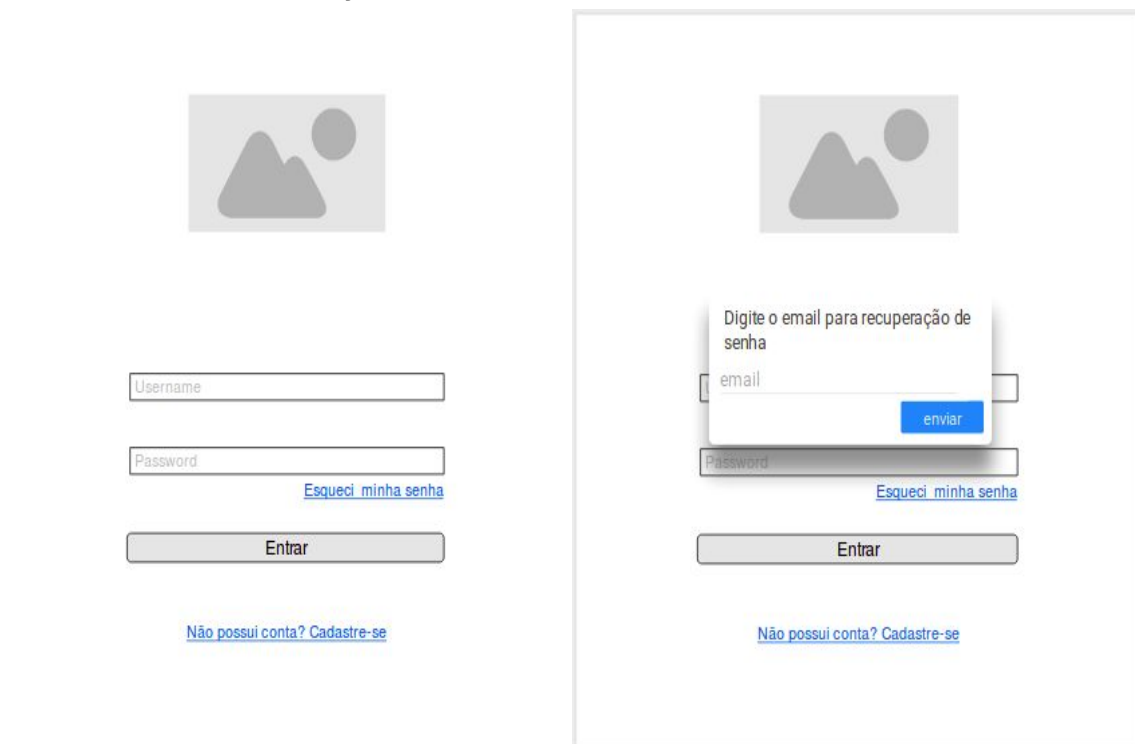 Username
Password
Esqueci minha senha
Entrar
Não possui conta? Cadastre-se
Digite o email para recuperação de
senha
email
enviar
Password
Esqueci minha senha
Entrar
Não possui conta? Cadastre-se